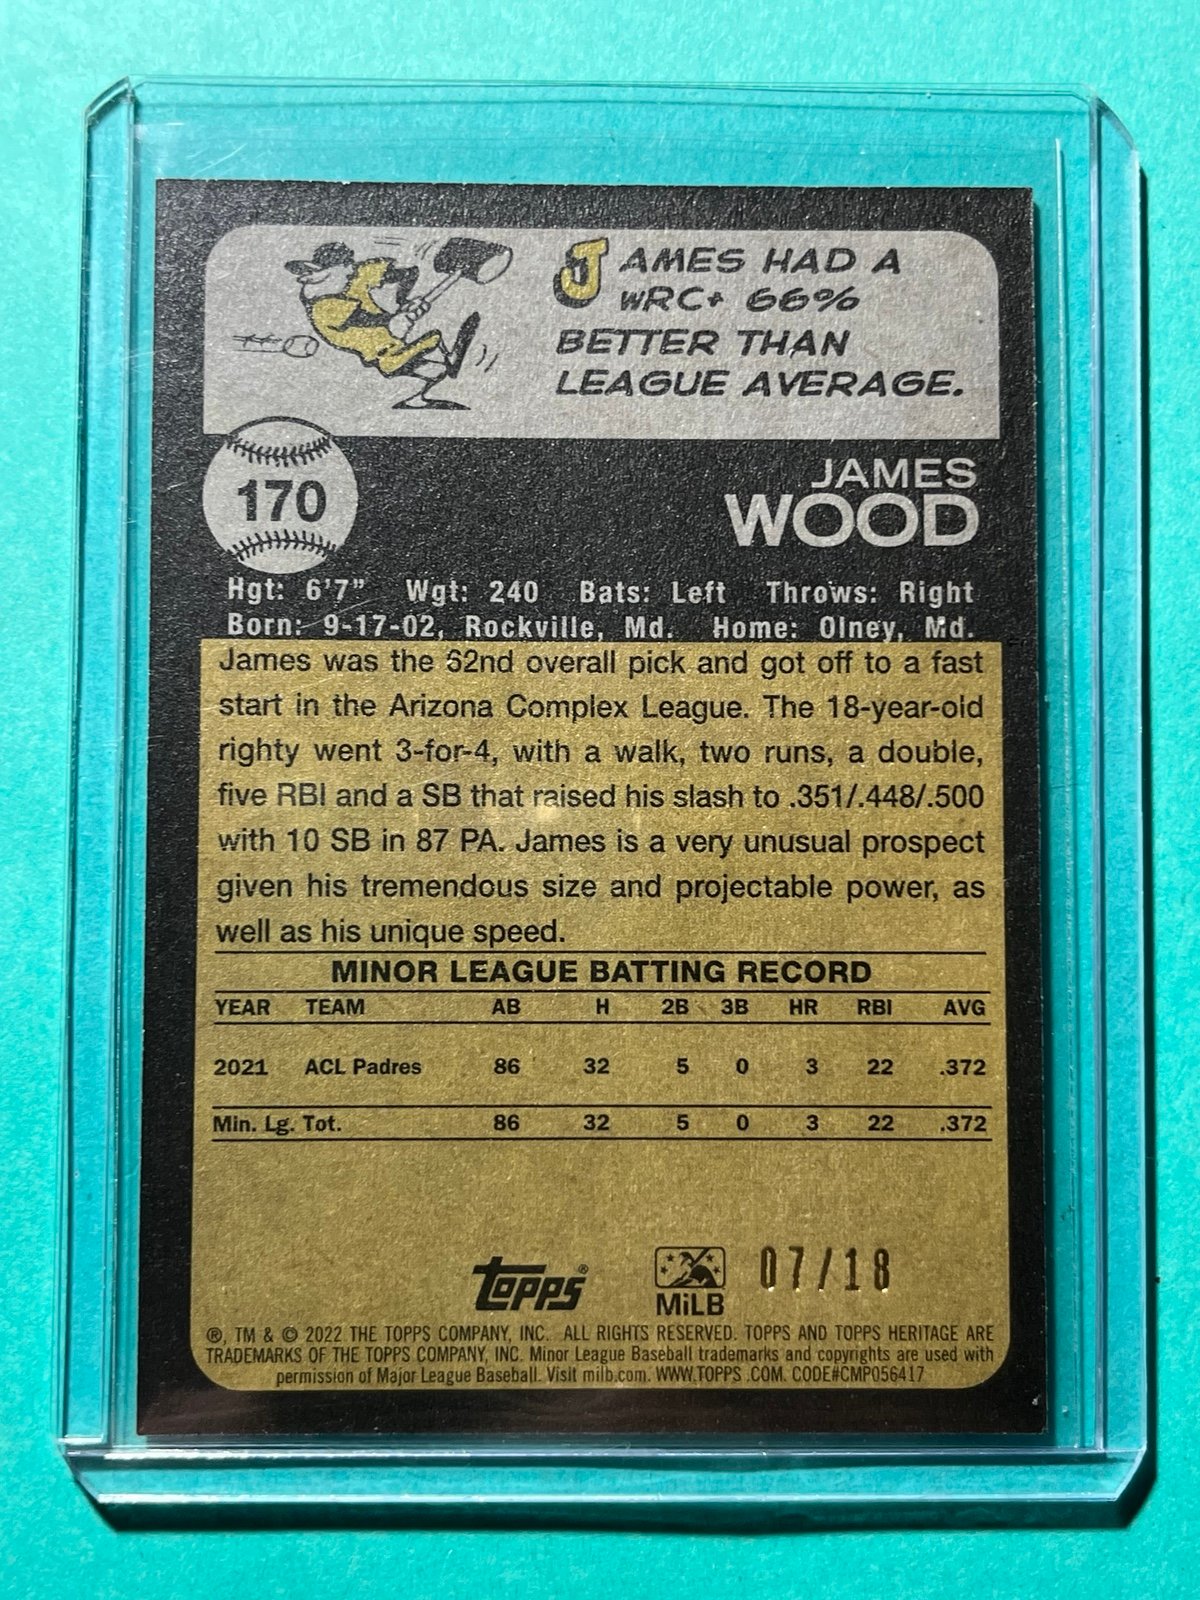 JAMES HAD A
wRC+ 66%
BETTER THAN
LEAGUE AVERAGE.
170
JAMES
WOOD
Hgt: 6'7” Wgt: 240 Bats: Left Throws: Right
Born: 9-17-02, Rockville, Md. Home: Olney, Md.
James was the 62nd overall pick and got off to a fast
start in the Arizona Complex League. The 18-year-old
righty went 3-for-4, with a walk, two runs, a double,
five RBI and a SB that raised his slash to .351/.448/.500
with 10 SB in 87 PA. James is a very unusual prospect
given his tremendous size and projectable power, as
well as his unique speed.
MINOR LEAGUE BATTING RECORD
YEAR TEAM AB H 2B 3B HR RBI AVG
2021 ACL Padres 86 32 5 0 3 22 .372
Min. Lg. Tot. 86 32 5 0 3 22 .372
topps® MiLB 07/18
®, TM & © 2022 THE TOPPS COMPANY, INC. ALL RIGHTS RESERVED. TOPPS AND TOPPS HERITAGE ARE
TRADEMARKS OF THE TOPPS COMPANY, INC. Minor League Baseball trademarks and copyrights are used with
permission of Major League Baseball. Visit milb.com. WWW.TOPPS .COM. CODE#CMP056417